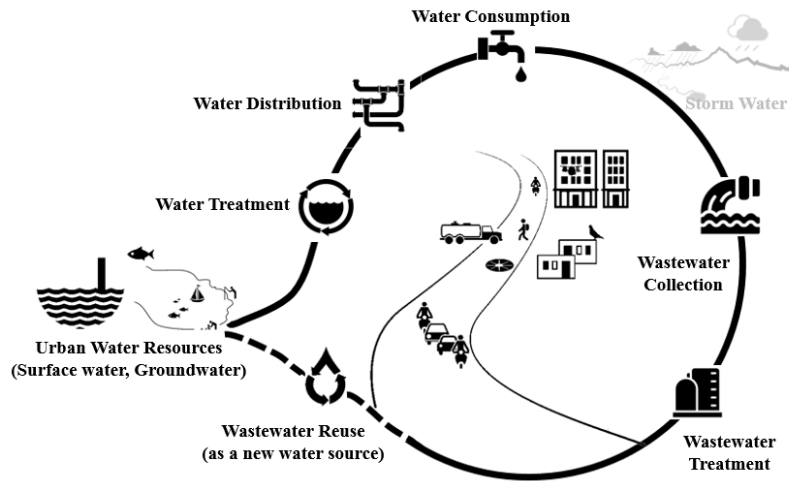 Water Consumption
Storm Water
Water Distribution
Water Treatment
Wastewater
Collection
Urban Water Resources
(Surface water, Groundwater)
Wastewater Reuse
(as a new water source)
Wastewater
Treatment